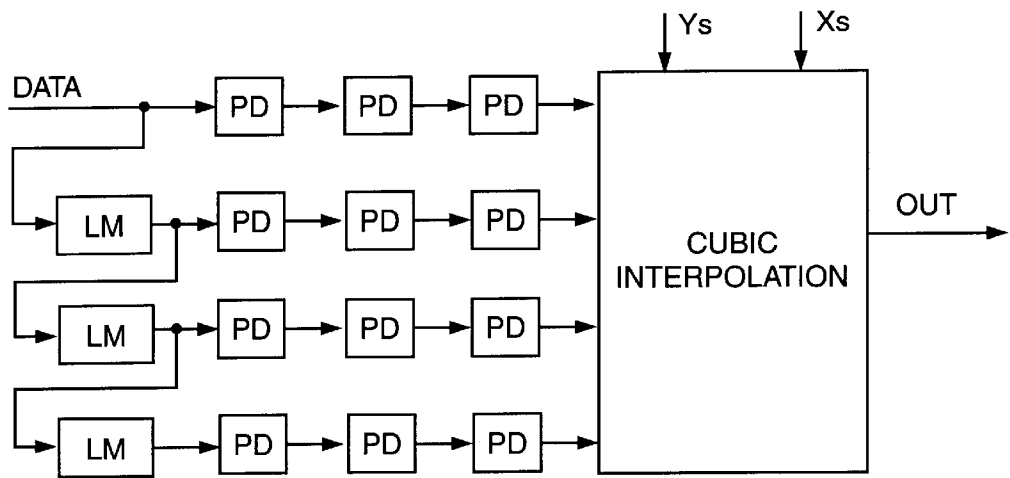 Ys Xs
DATA
PD PD PD
LM PD PD PD
OUT
CUBIC
INTERPOLATION
LM PD PD PD
LM PD PD PD